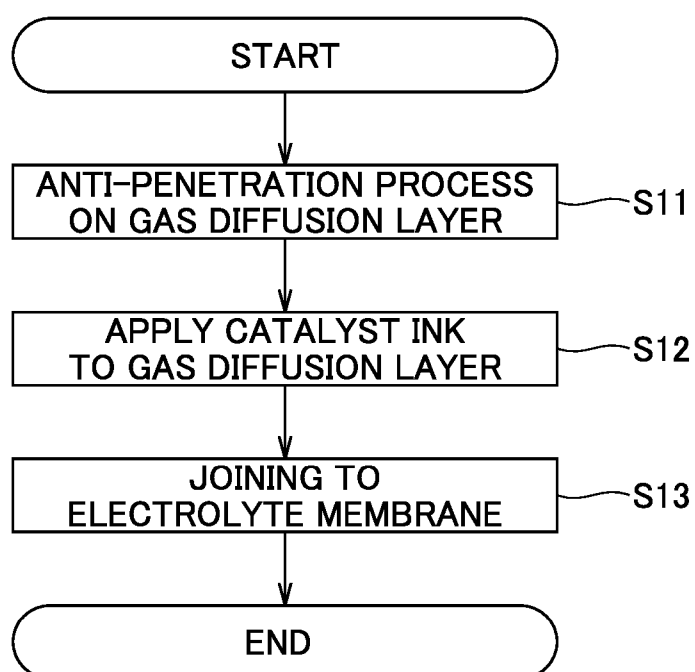 START
ANTI-PENETRATION PROCESS
ON GAS DIFFUSION LAYER
S11
APPLY CATALYST INK
TO GAS DIFFUSION LAYER
S12
JOINING TO
ELECTROLYTE MEMBRANE
S13
END